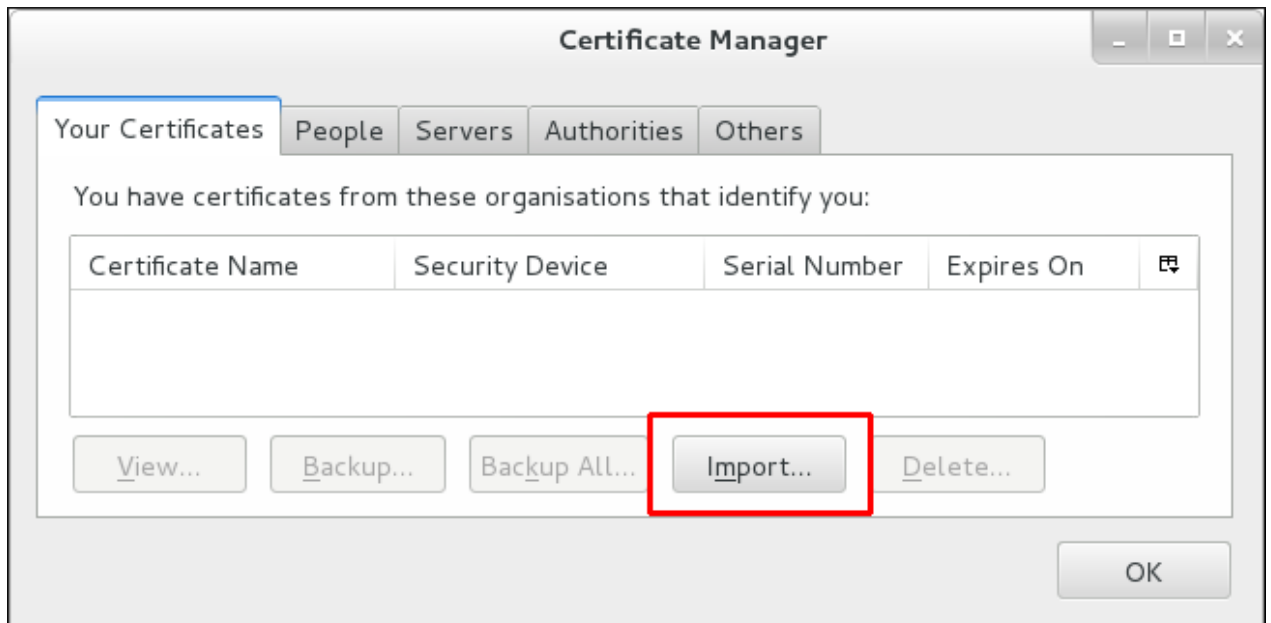 Certificate Manager
Your Certificates People Servers Authorities Others
You have certificates from these organisations that identify you:
Certificate Name Security Device Serial Number Expires On
View... Backup... Backup All... Import... Delete...
OK